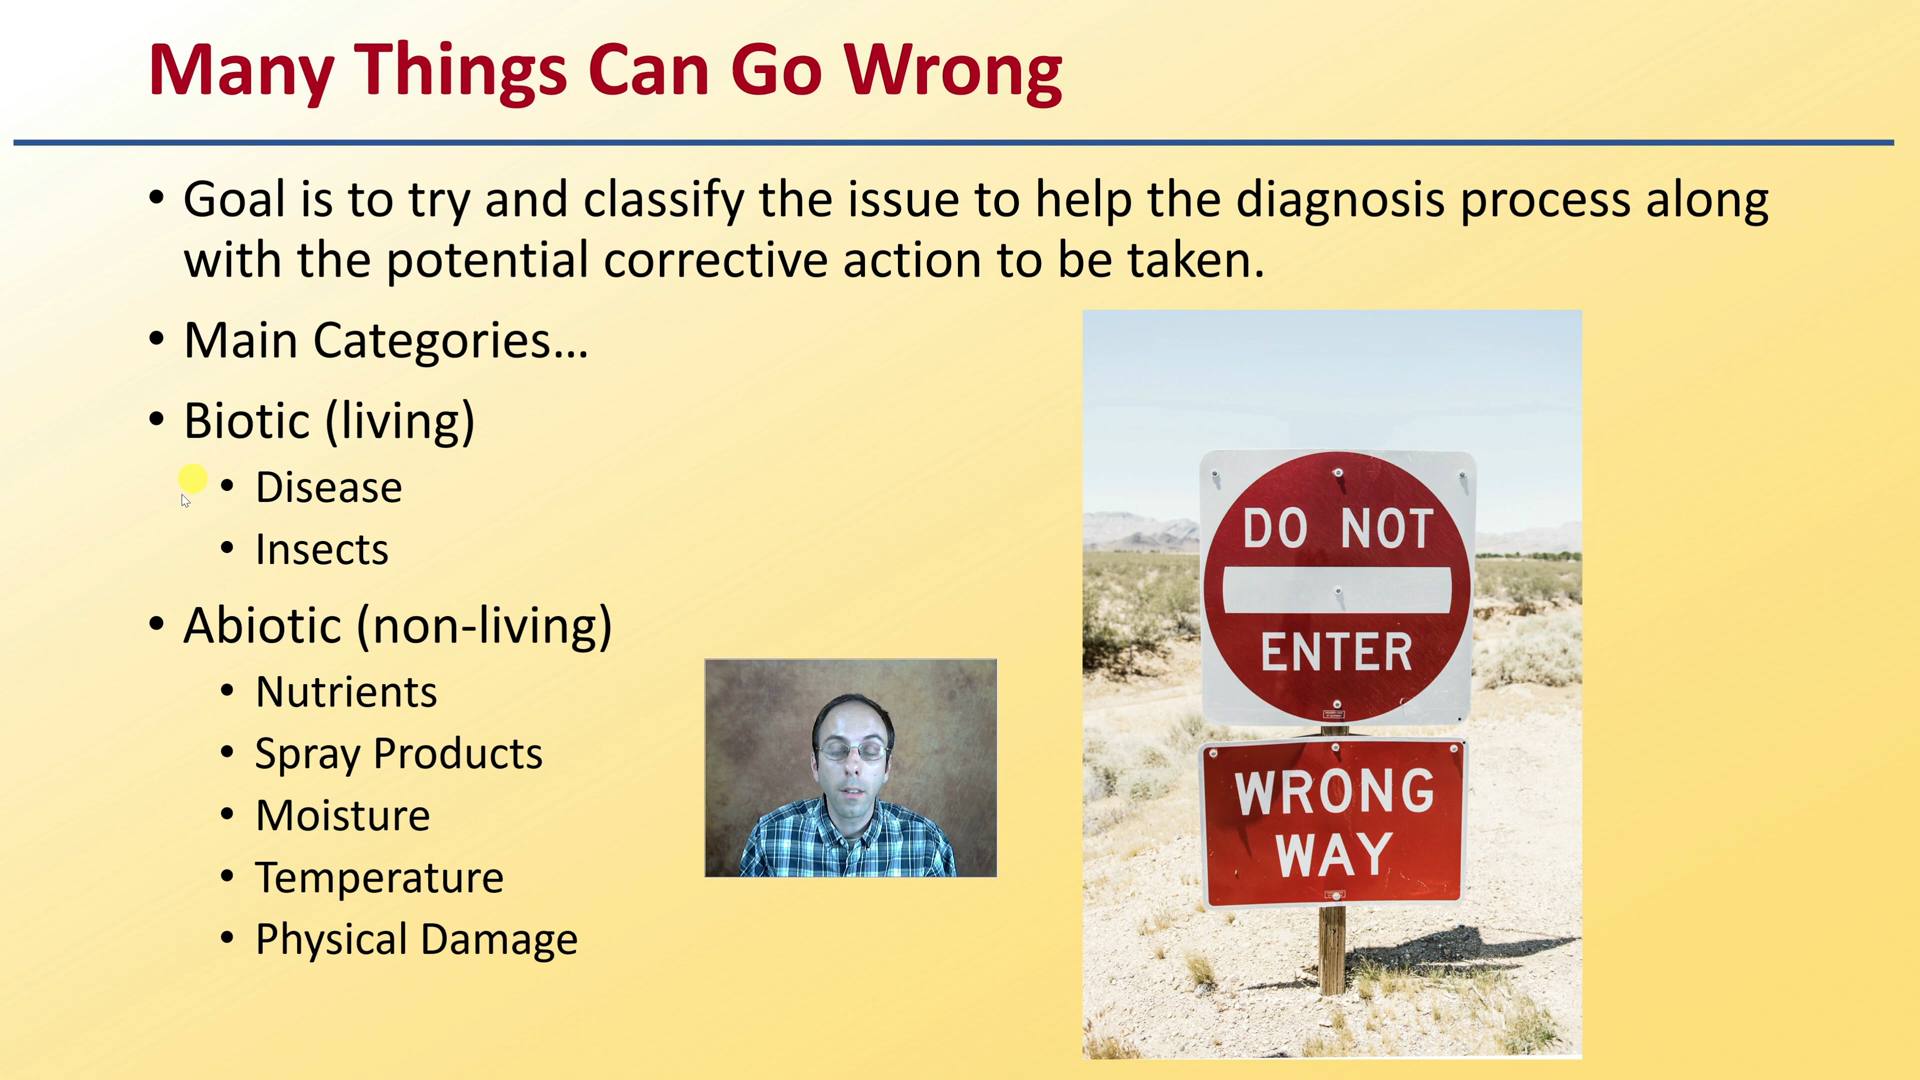 Many Things Can Go Wrong
• Goal is to try and classify the issue to help the diagnosis process along
with the potential corrective action to be taken.
• Main Categories...
• Biotic (living)
• Disease
• Insects
• Abiotic (non-living)
• Nutrients
• Spray Products
• Moisture
• Temperature
• Physical Damage
DO NOT
ENTER
WRONG
WAY